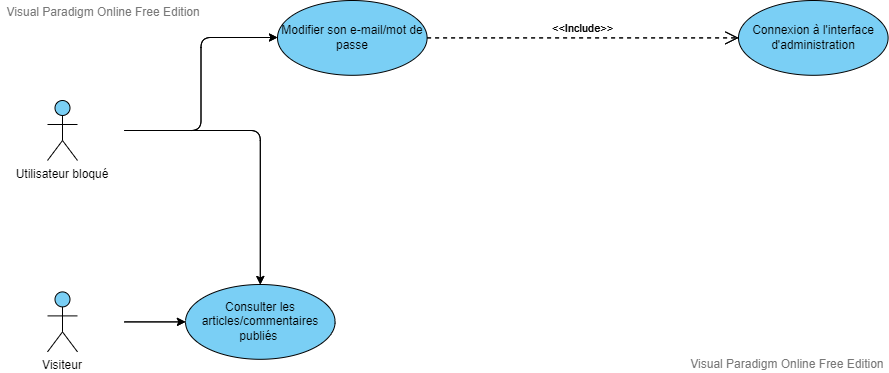 Visual Paradigm Online Free Edition
Modifier son e-mail/mot de
passe
<<Include>>
Connexion à l'interface
d'administration
Utilisateur bloqué
Consulter les
articles/commentaires
publiés
Visiteur
Visual Paradigm Online Free Edition